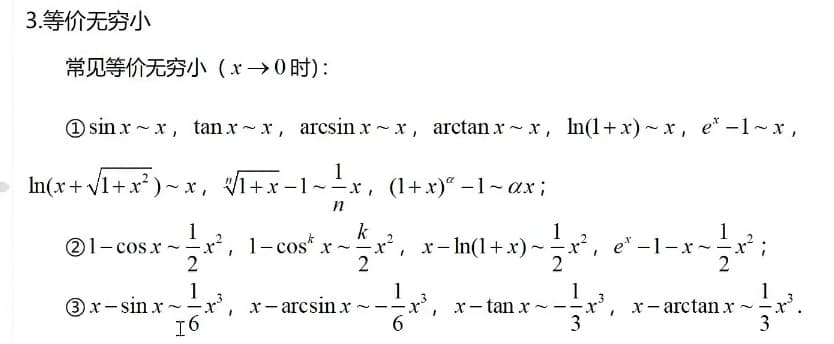 3.等价无穷小
常见等价无穷小（x→0时）：
①sin x ~ x，tan x ~ x，arcsin x ~ x，arctan x ~ x，ln(1+x) ~ x，e^x −1 ~ x，
ln(x+√(1+x²)) ~ x，ⁿ√(1+x) −1 ~ 1/n x，(1+x)^α −1 ~ αx；
②1−cos x ~ 1/2 x²，1−cos^k x ~ k/2 x²，x−ln(1+x) ~ 1/2 x²，e^x −1−x ~ 1/2 x²；
③x−sin x ~ 1/6 x³，x−arcsin x ~ −1/6 x³，x−tan x ~ −1/3 x³，x−arctan x ~ 1/3 x³.